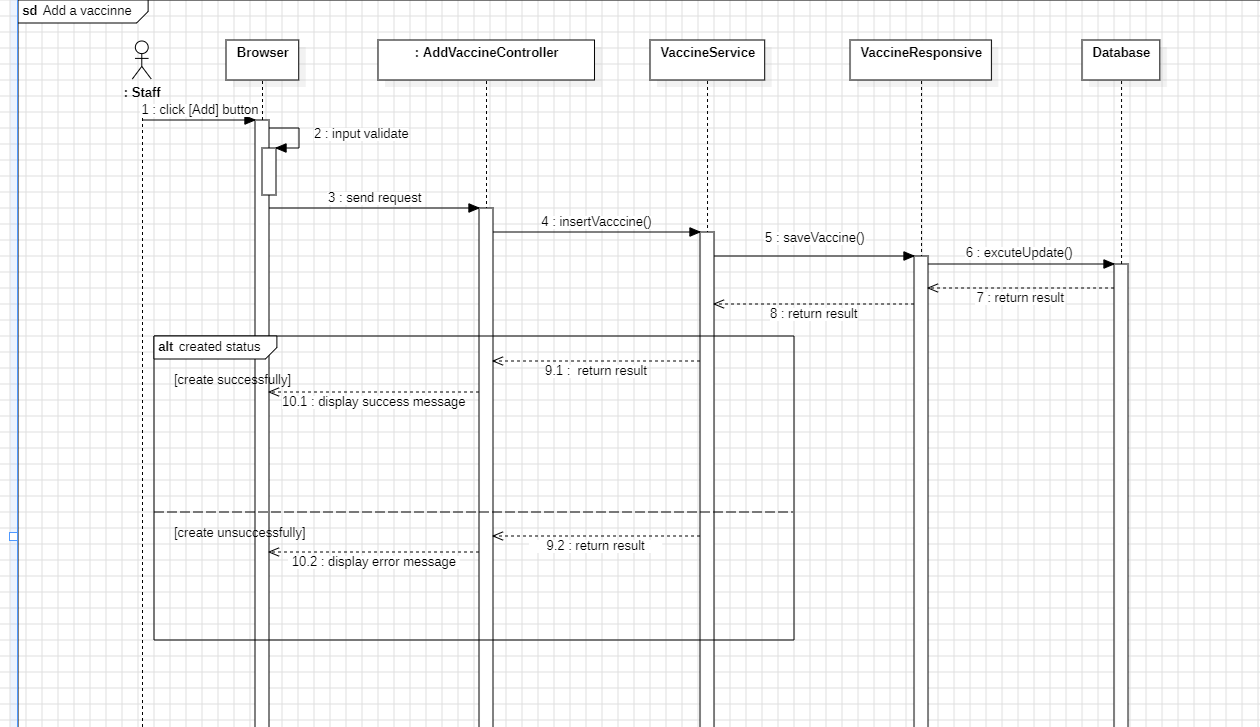 sd Add a vaccinne
Browser
: AddVaccineController
VaccineService
VaccineResponsive
Database
: Staff
1 : click [Add] button
2 : input validate
3 : send request
4 : insertVacccine()
5 : saveVaccine()
6 : excuteUpdate()
7 : return result
8 : return result
alt created status
9.1 : return result
[create successfully]
10.1 : display success message
[create unsuccessfully]
9.2 : return result
10.2 : display error message